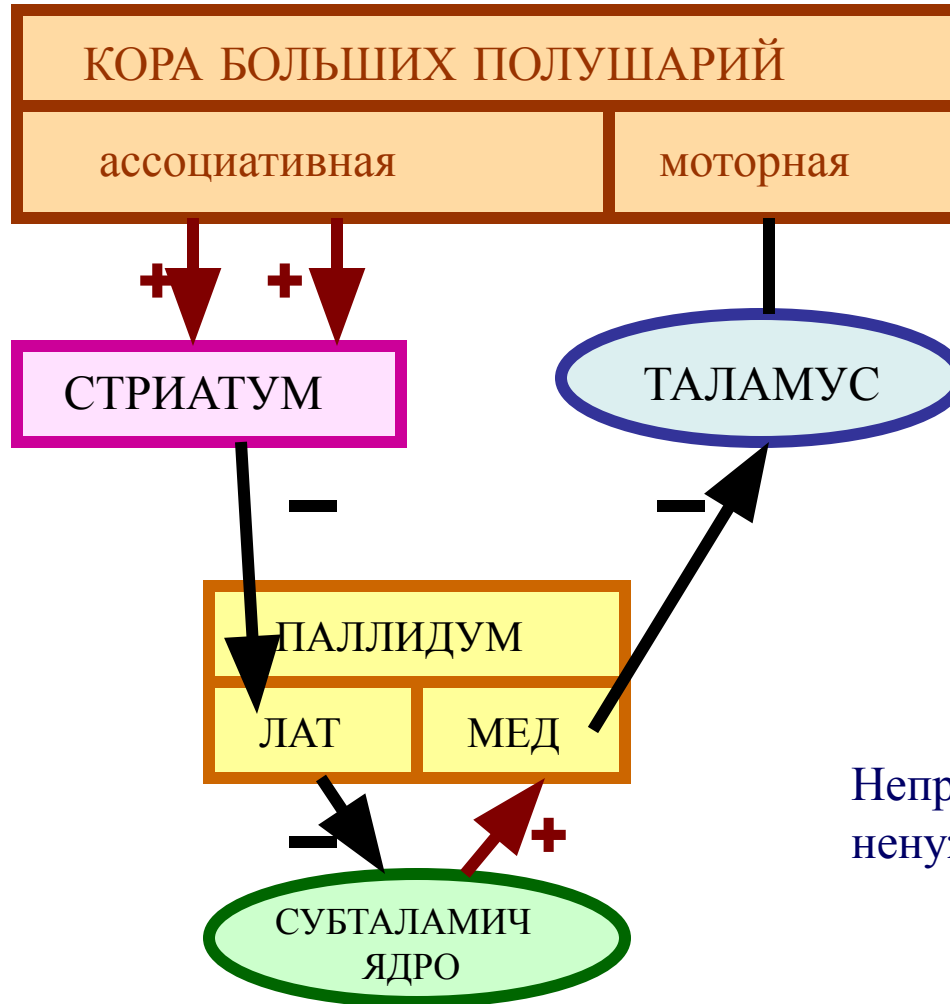 КОРА БОЛЬШИХ ПОЛУШАРИЙ
ассоциативная моторная
+ +
СТРИАТУМ ТАЛАМУС
− −
ПАЛЛИДУМ
ЛАТ МЕД
− +
СУБТАЛАМИЧ
ЯДРО